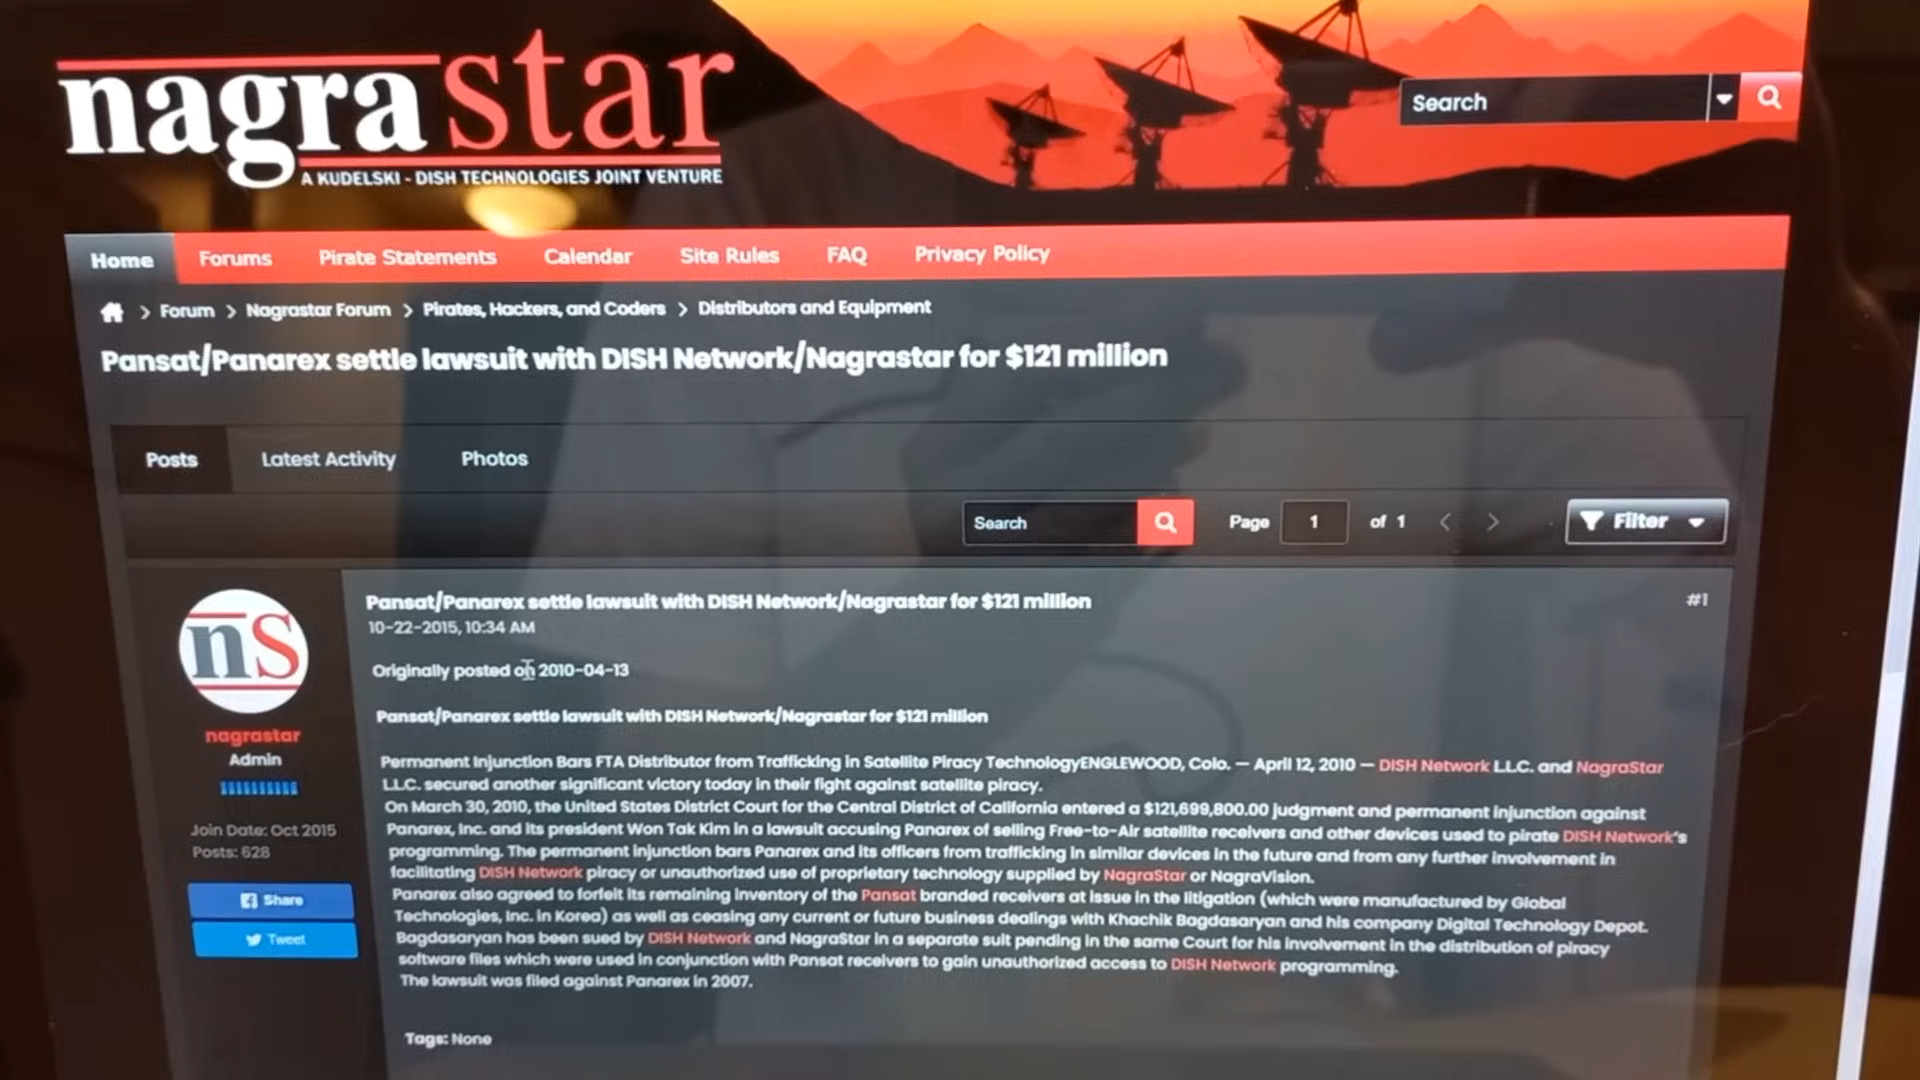 nagrastar
A KUDELSKI - DISH TECHNOLOGIES JOINT VENTURE
Search
Home Forums Pirate Statements Calendar Site Rules FAQ Privacy Policy
Forum > Nagrastar Forum > Pirates, Hackers, and Coders > Distributors and Equipment
Pansat/Panarex settle lawsuit with DISH Network/Nagrastar for $121 million
Posts Latest Activity Photos
Search Page 1 of 1 < > Filter
Pansat/Panarex settle lawsuit with DISH Network/Nagrastar for $121 million #1
10-22-2015, 10:34 AM
nS
Originally posted on 2010-04-13
Pansat/Panarex settle lawsuit with DISH Network/Nagrastar for $121 million
nagrastar
Admin
Join Date: Oct 2015
Posts: 628
Share
Tweet
Permanent Injunction Bars FTA Distributor from Trafficking in Satellite Piracy TechnologyENGLEWOOD, Colo. — April 12, 2010 — DISH Network L.L.C. and NagraStar
LLC. secured another significant victory today in their fight against satellite piracy.
On March 30, 2010, the United States District Court for the Central District of California entered a $121,699,800.00 judgment and permanent injunction against
Panarex, Inc. and its president Won Tak Kim in a lawsuit accusing Panarex of selling Free-to-Air satellite receivers and other devices used to pirate DISH Network's
programming. The permanent injunction bars Panarex and its officers from trafficking in similar devices in the future and from any further involvement in
facilitating DISH Network piracy or unauthorized use of proprietary technology supplied by NagraStar or NagraVision.
Panarex also agreed to forfeit its remaining inventory of the Pansat branded receivers at issue in the litigation (which were manufactured by Global
Technologies, Inc. in Korea) as well as ceasing any current or future business dealings with Khachik Bagdasaryan and his company Digital Technology Depot.
Bagdasaryan has been sued by DISH Network and NagraStar in a separate suit pending in the same Court for his involvement in the distribution of piracy
software files which were used in conjunction with Pansat receivers to gain unauthorized access to DISH Network programming.
The lawsuit was filed against Panarex in 2007.
Tags: None